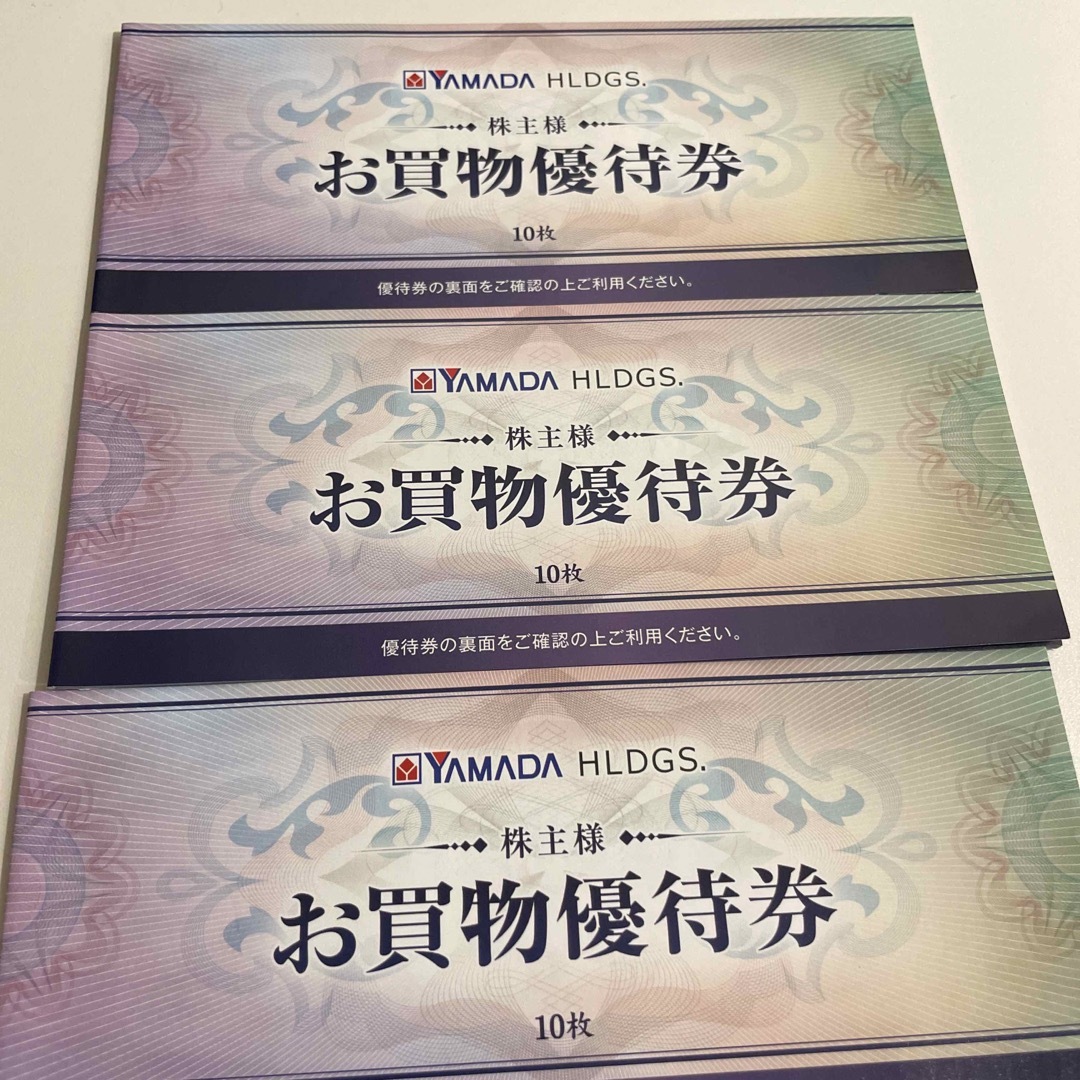 YAMADA HLDGS.
株主様
お買物優待券
10枚
優待券の裏面をご確認の上ご利用ください。
YAMADA HLDGS.
株主様
お買物優待券
10枚
優待券の裏面をご確認の上ご利用ください。
YAMADA HLDGS.
株主様
お買物優待券
10枚